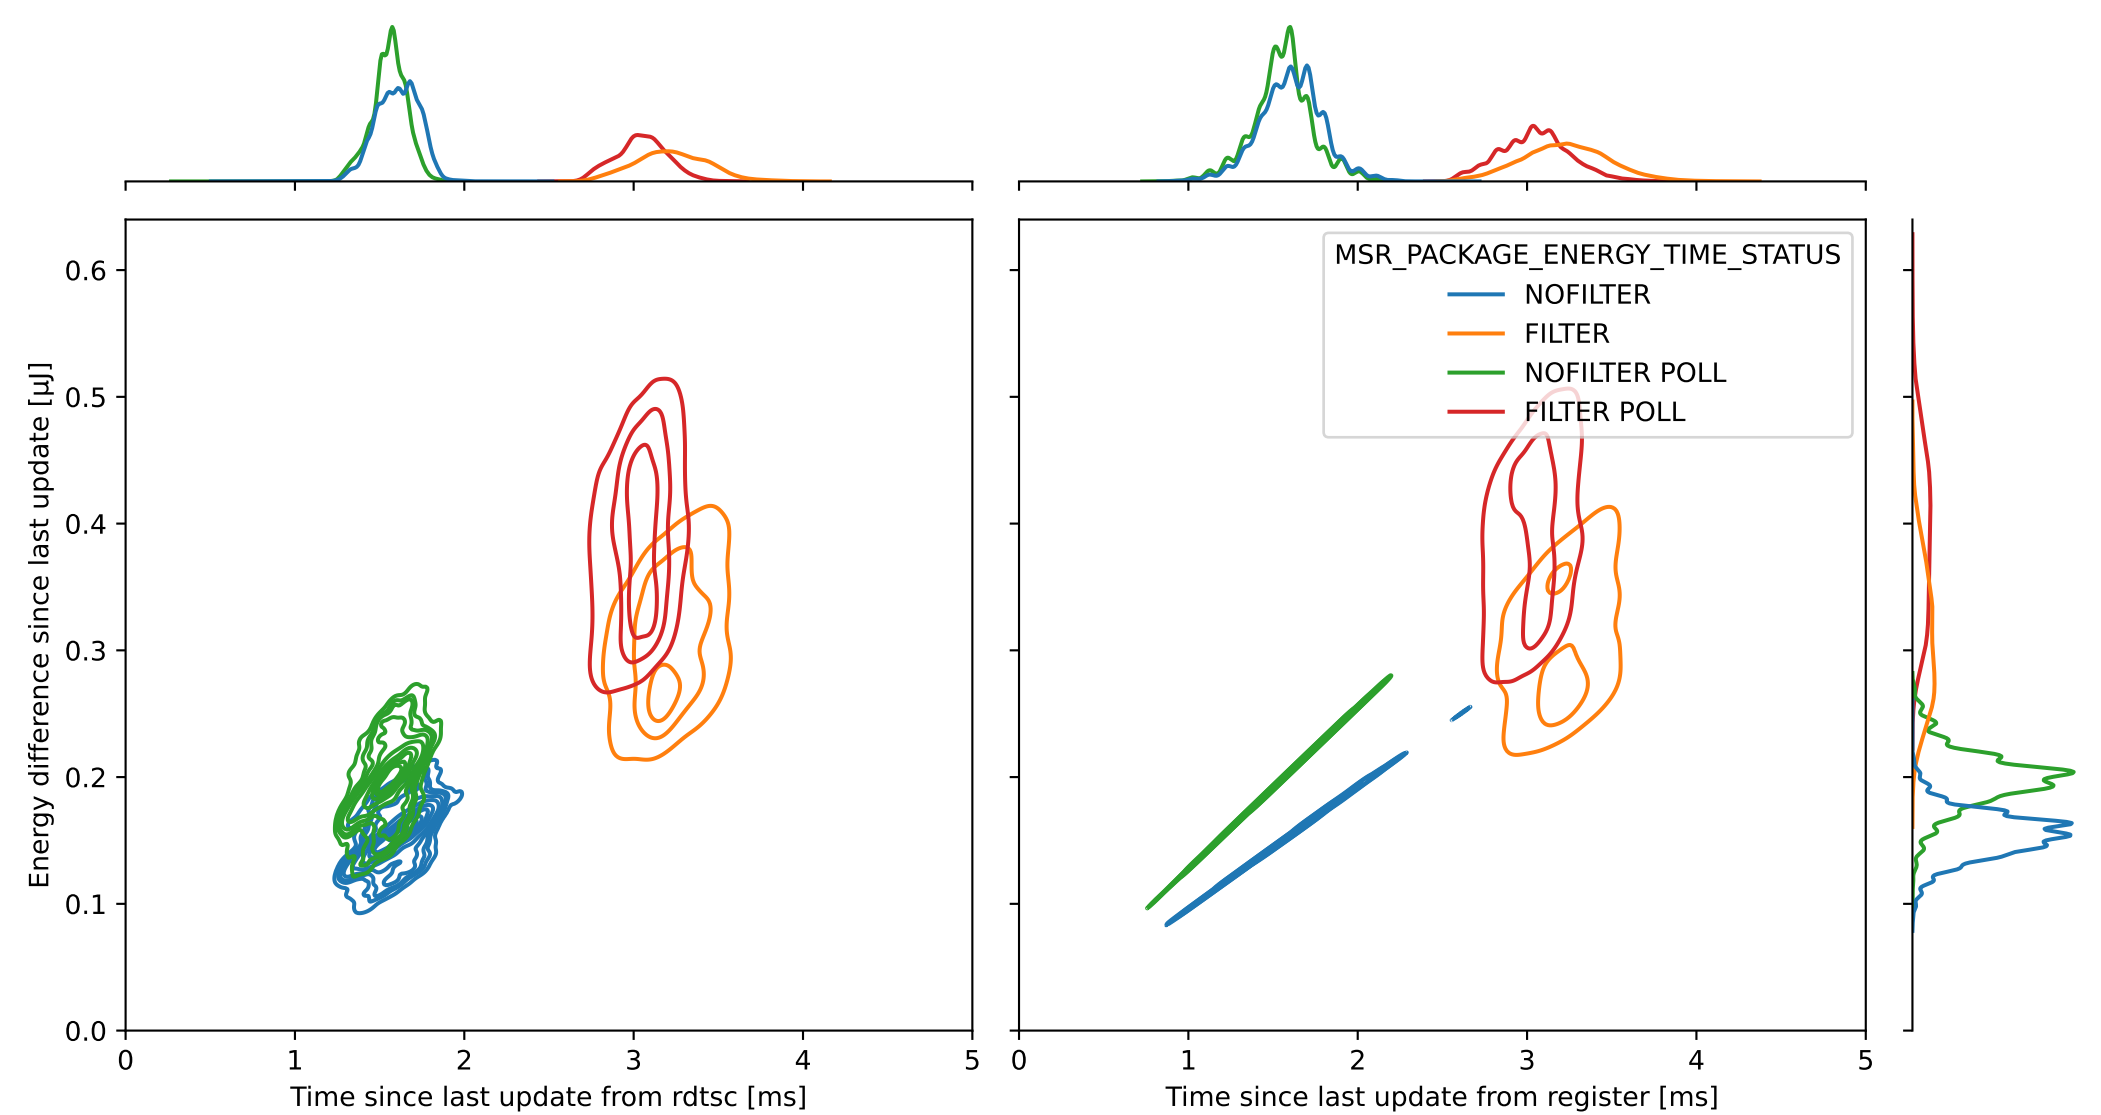 MSR_PACKAGE_ENERGY_TIME_STATUS
NOFILTER
FILTER
NOFILTER POLL
FILTER POLL
Energy difference since last update [µJ]
0.6
0.5
0.4
0.3
0.2
0.1
0.0
0 1 2 3 4 5
0 1 2 3 4 5
Time since last update from rdtsc [ms]
Time since last update from register [ms]